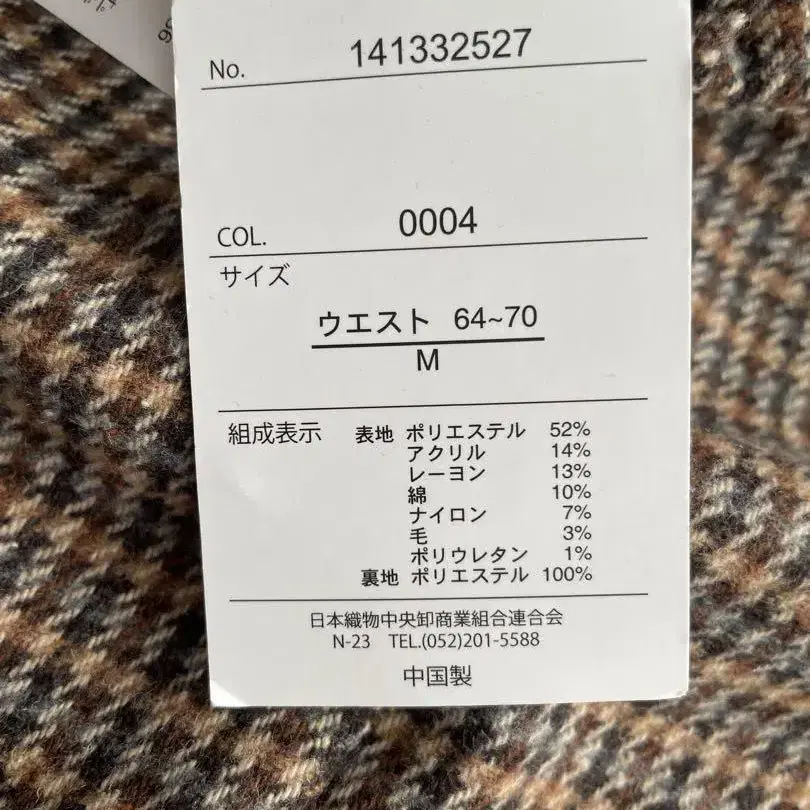 No. 141332527
COL. 0004
サイズ
ウエスト 64~70
M
組成表示 表地 ポリエステル 52%
アクリル 14%
レーヨン 13%
綿 10%
ナイロン 7%
毛 3%
ポリウレタン 1%
裏地 ポリエステル 100%
日本織物中央卸商業組合連合会
N-23 TEL.(052)201-5588
中国製